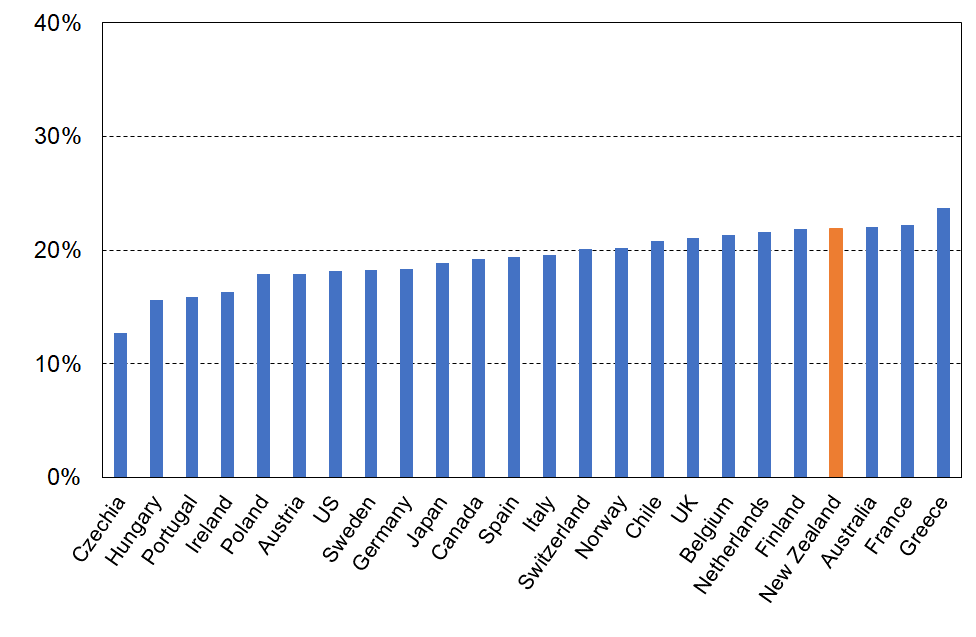 40%
30%
20%
10%
0%
Czechia
Hungary
Portugal
Ireland
Poland
Austria
US
Sweden
Germany
Japan
Canada
Spain
Italy
Switzerland
Norway
Chile
UK
Belgium
Netherlands
Finland
New Zealand
Australia
France
Greece